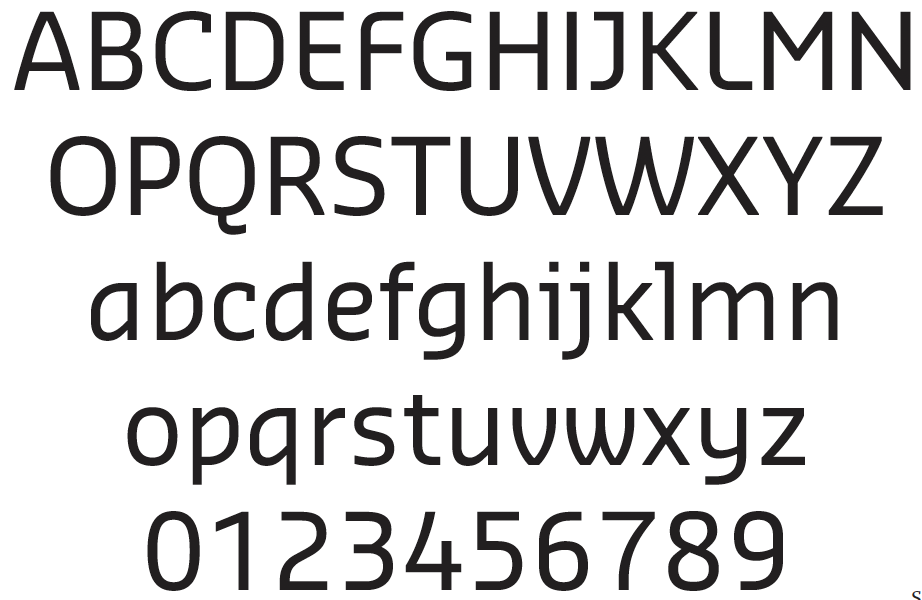 ABCDEFGHIJKLMN
OPQRSTUVWXYZ
abcdefghijklmn
opqrstuvwxyz
0123456789
s